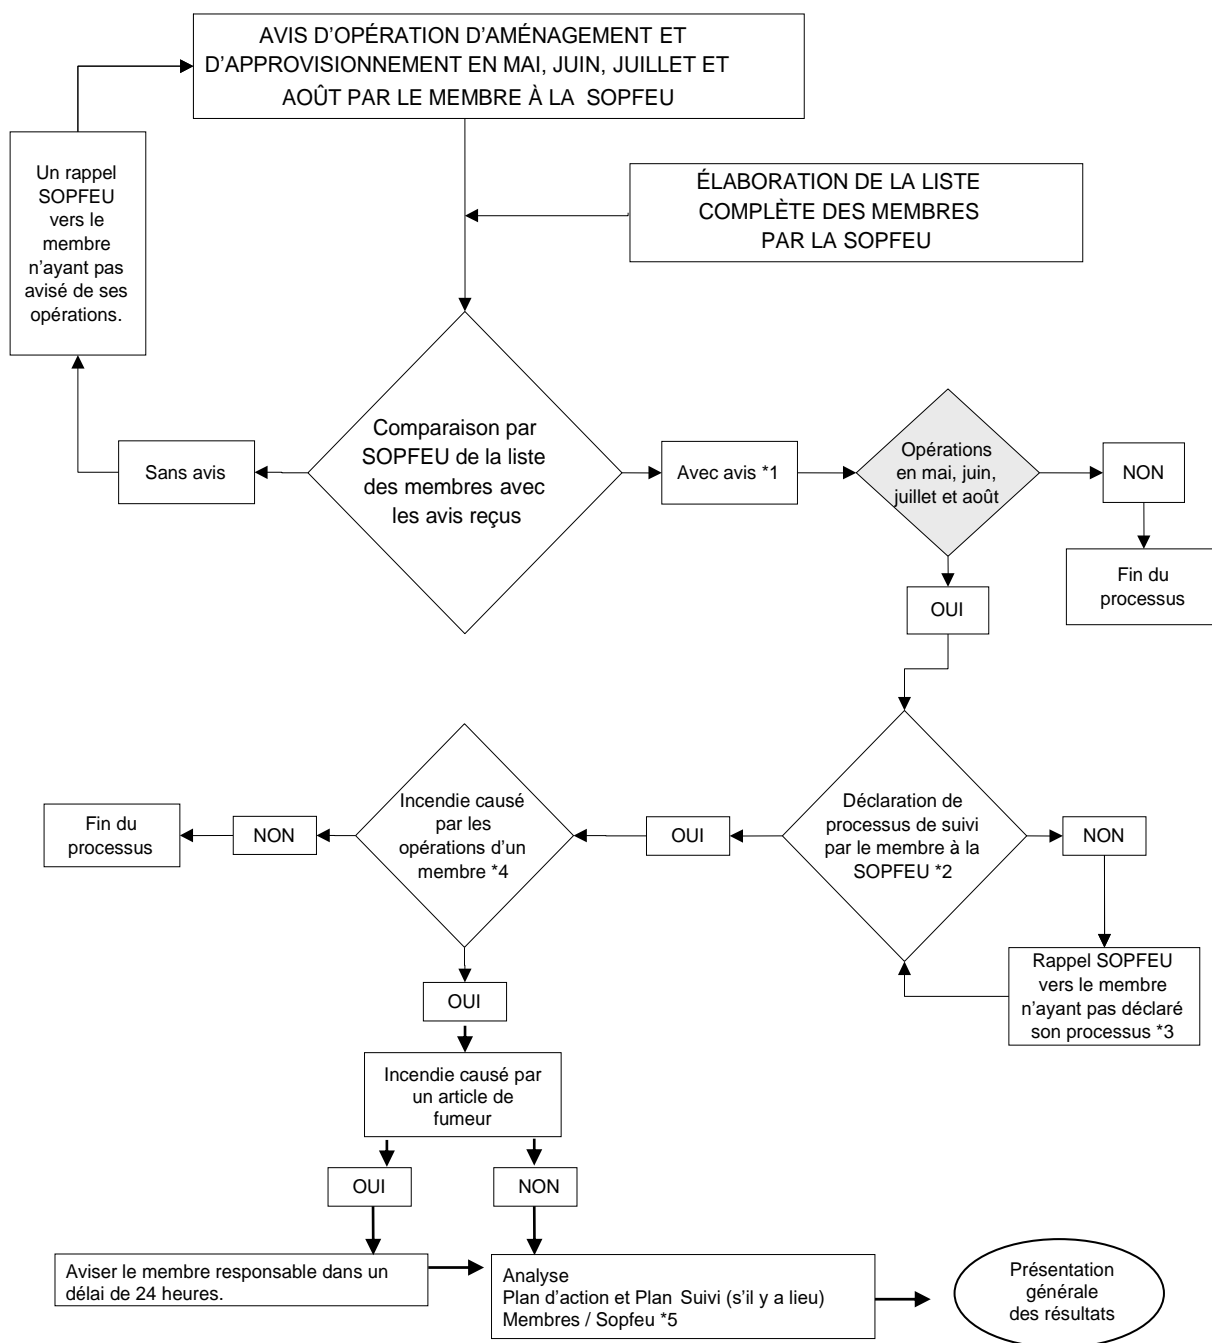 AVIS D'OPÉRATION D'AMÉNAGEMENT ET
D'APPROVISIONNEMENT EN MAI, JUIN, JUILLET ET
AOÛT PAR LE MEMBRE À LA SOPFEU
Un rappel
SOPFEU
vers le
membre
n'ayant pas
avisé de ses
opérations.
ÉLABORATION DE LA LISTE
COMPLÈTE DES MEMBRES
PAR LA SOPFEU
Sans avis
Comparaison par
SOPFEU de la liste
des membres avec
les avis reçus
Avec avis *1
Opérations
en mai, juin,
juillet et août
NON
Fin du
processus
OUI
Déclaration de
processus de suivi
par le membre à la
SOPFEU *2
NON
Rappel SOPFEU
vers le membre
n'ayant pas déclaré
son processus *3
OUI
Incendie causé
par les
opérations d'un
membre *4
NON
Fin du
processus
OUI
Incendie causé par
un article de
fumeur
OUI
NON
Aviser le membre responsable dans un
délai de 24 heures.
Analyse
Plan d'action et Plan Suivi (s'il y a lieu)
Membres / Sopfeu *5
Présentation
générale
des résultats